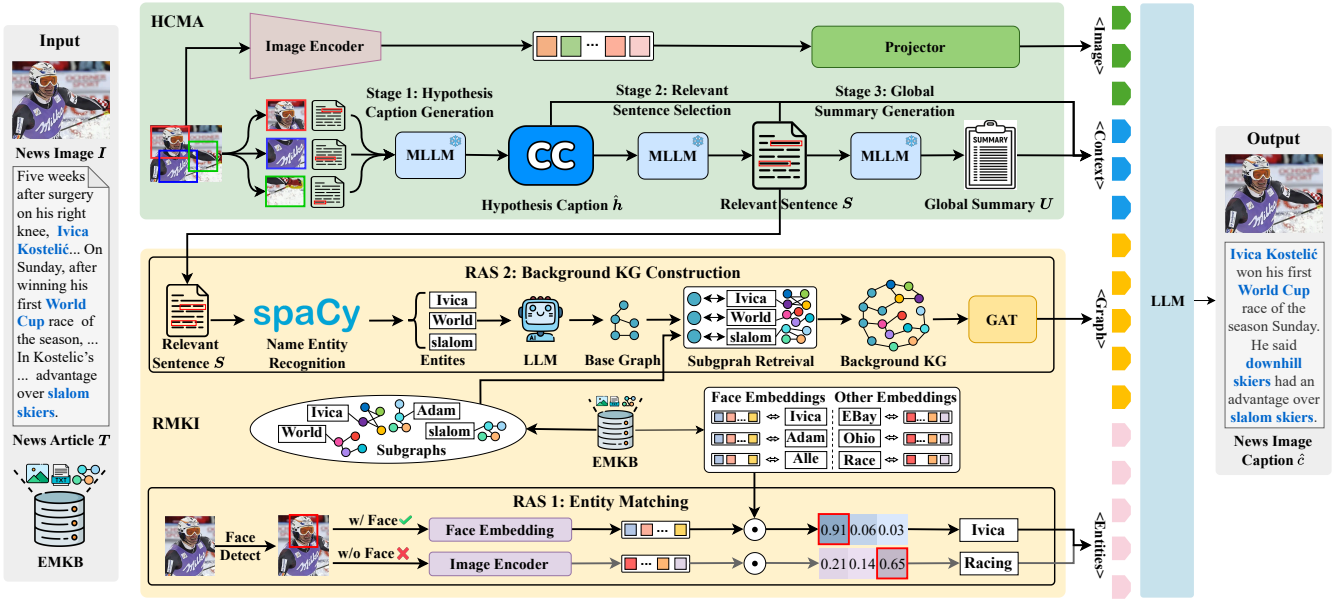 Input
News Image I
Five weeks
after surgery
on his right
knee, Ivica
Kostelić... On
Sunday, after
winning his
first World
Cup race of
the season, ...
In Kostelic's
... advantage
over slalom
skiers.
News Article T
TXT
EMKB
HCMA
Image Encoder
...
Projector
Stage 1: Hypothesis
Caption Generation
Stage 2: Relevant
Sentence Selection
Stage 3: Global
Summary Generation
MLLM
CC
MLLM
MLLM
SUMMARY
Hypothesis Caption ĥ
Relevant Sentence S
Global Summary U
RAS 2: Background KG Construction
Relevant
Sentence S
spaCy
Name Entity
Recognition
Ivica
World
slalom
Entites
AI
LLM
Base Graph
Ivica
World
slalom
Subgprah Retreival
Background KG
GAT
RMKI
Ivica
World
Adam
slalom
Subgraphs
TXT
EMKB
Face Embeddings
Other Embeddings
... Ivica
... Adam
... Alle
EBay ...
Ohio ...
Race ...
RAS 1: Entity Matching
Face
Detect
w/ Face
w/o Face
Face Embedding
...
0.91 0.06 0.03
Ivica
Image Encoder
...
0.21 0.14 0.65
Racing
<Image>
<Context>
<Graph>
<Entities>
LLM
Output
Milka
Ivica Kostelić
won his first
World Cup
race of the
season Sunday.
He said
downhill
skiers had an
advantage over
slalom skiers.
News Image
Caption ĉ